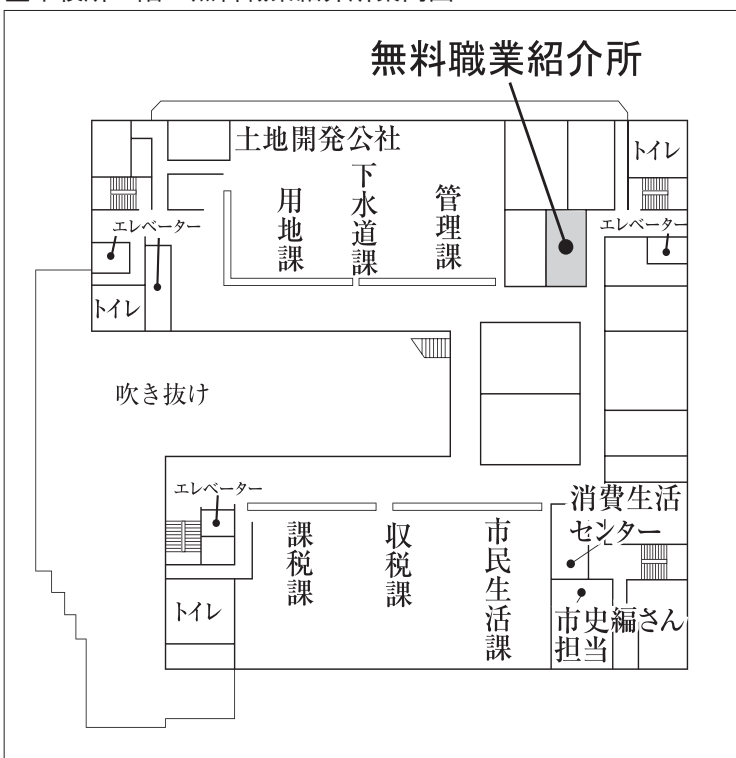 無料職業紹介所
土地開発公社
トイレ
下水道課
用地課
管理課
エレベーター
エレベーター
トイレ
吹き抜け
エレベーター
消費生活
センター
課税課
収税課
市民生活課
トイレ
市史編さん
担当